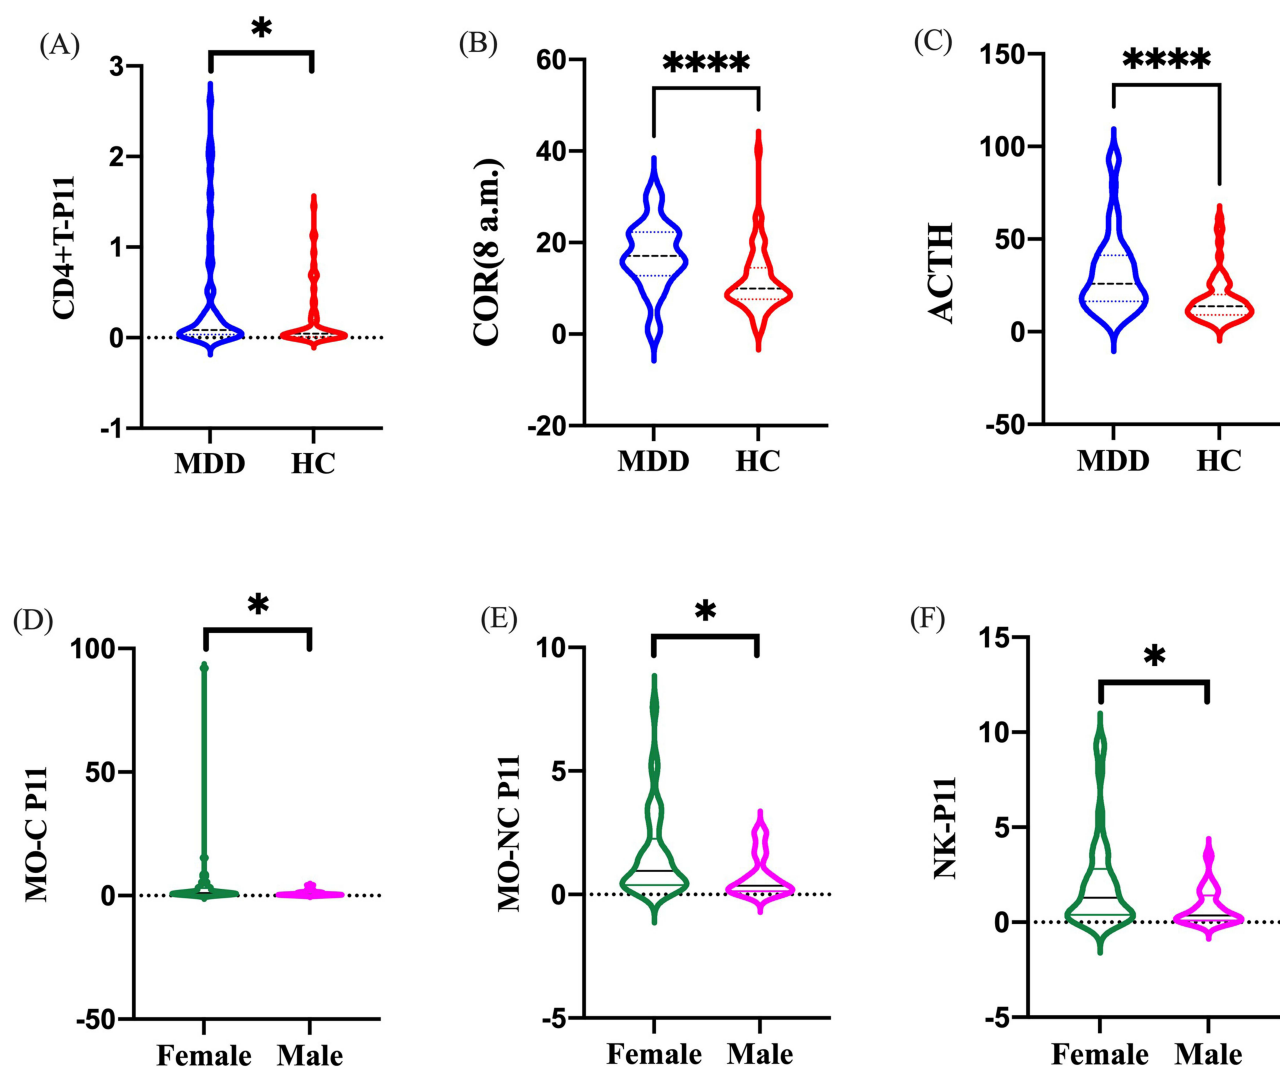 (A)
*
CD4+T-P11
3
2
1
0
-1
MDD HC
(B)
****
COR(8 a.m.)
60
40
20
0
-20
MDD HC
(C)
****
ACTH
150
100
50
0
-50
MDD HC
(D)
*
MO-C P11
100
50
0
-50
Female Male
(E)
*
MO-NC P11
10
5
0
-5
Female Male
(F)
*
NK-P11
15
10
5
0
-5
Female Male